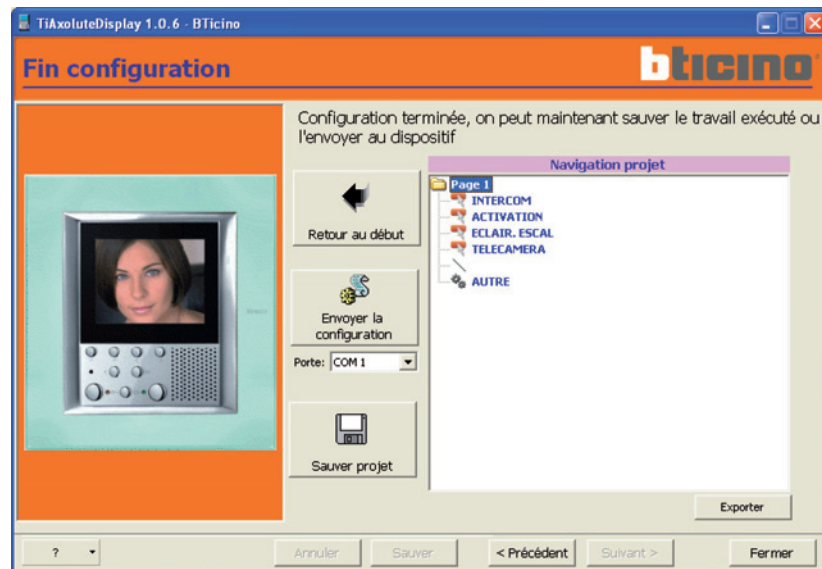 TiAxoluteDisplay 1.0.6 - BTicino
Fin configuration
bticino
Configuration terminée, on peut maintenant sauver le travail exécuté ou
l'envoyer au dispositif
Retour au début
Envoyer la
configuration
Porte: COM 1
Sauver projet
Navigation projet
Page 1
INTERCOM
ACTIVATION
ECLAIR. ESCAL
TELECAMERA
AUTRE
Exporter
?
Annuler
Sauver
< Précédent
Suivant >
Fermer